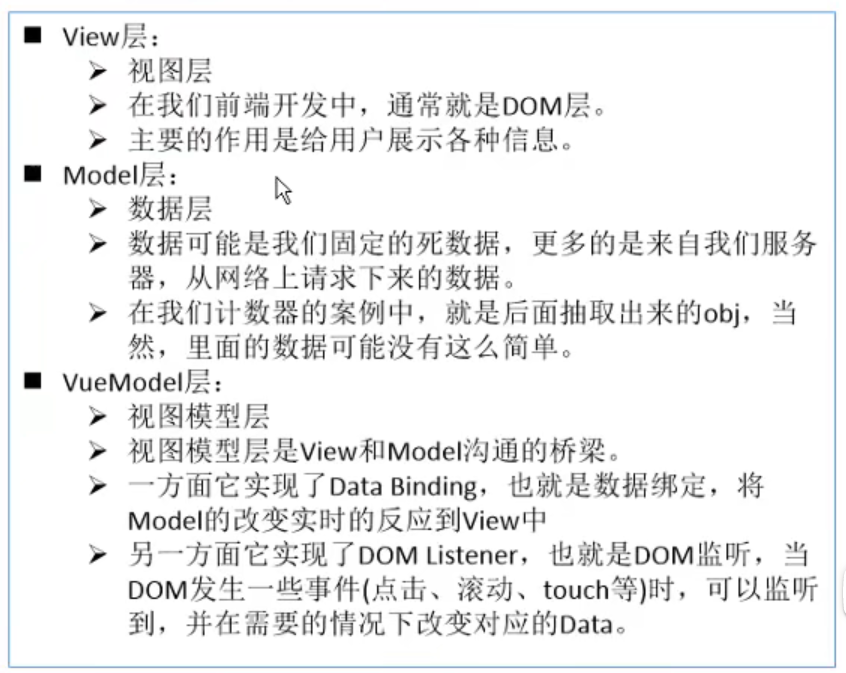 ■ View层：
➢ 视图层
➢ 在我们前端开发中，通常就是DOM层。
➢ 主要的作用是给用户展示各种信息。
■ Model层：
➢ 数据层
➢ 数据可能是我们固定的死数据，更多的是来自我们服务
器，从网络上请求下来的数据。
➢ 在我们计数器的案例中，就是后面抽取出来的obj，当
然，里面的数据可能没有这么简单。
■ VueModel层：
➢ 视图模型层
➢ 视图模型层是View和Model沟通的桥梁。
➢ 一方面它实现了Data Binding，也就是数据绑定，将
Model的改变实时的反应到View中
➢ 另一方面它实现了DOM Listener，也就是DOM监听，当
DOM发生一些事件(点击、滚动、touch等)时，可以监听
到，并在需要的情况下改变对应的Data。